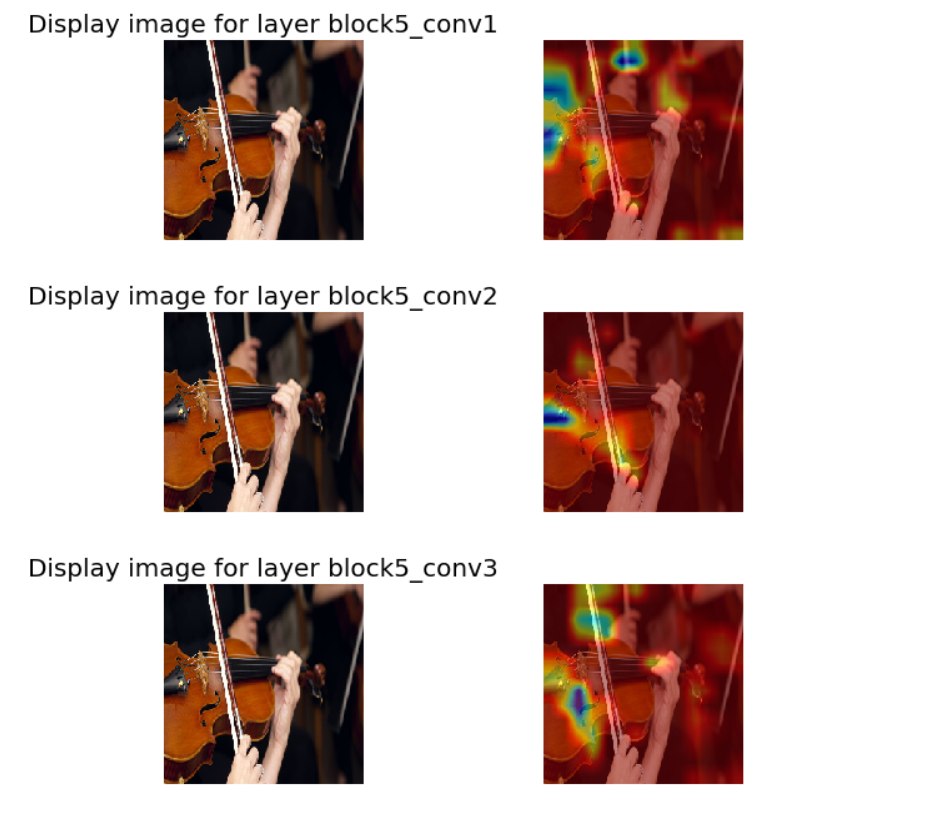 Display image for layer block5_conv1
Display image for layer block5_conv2
Display image for layer block5_conv3